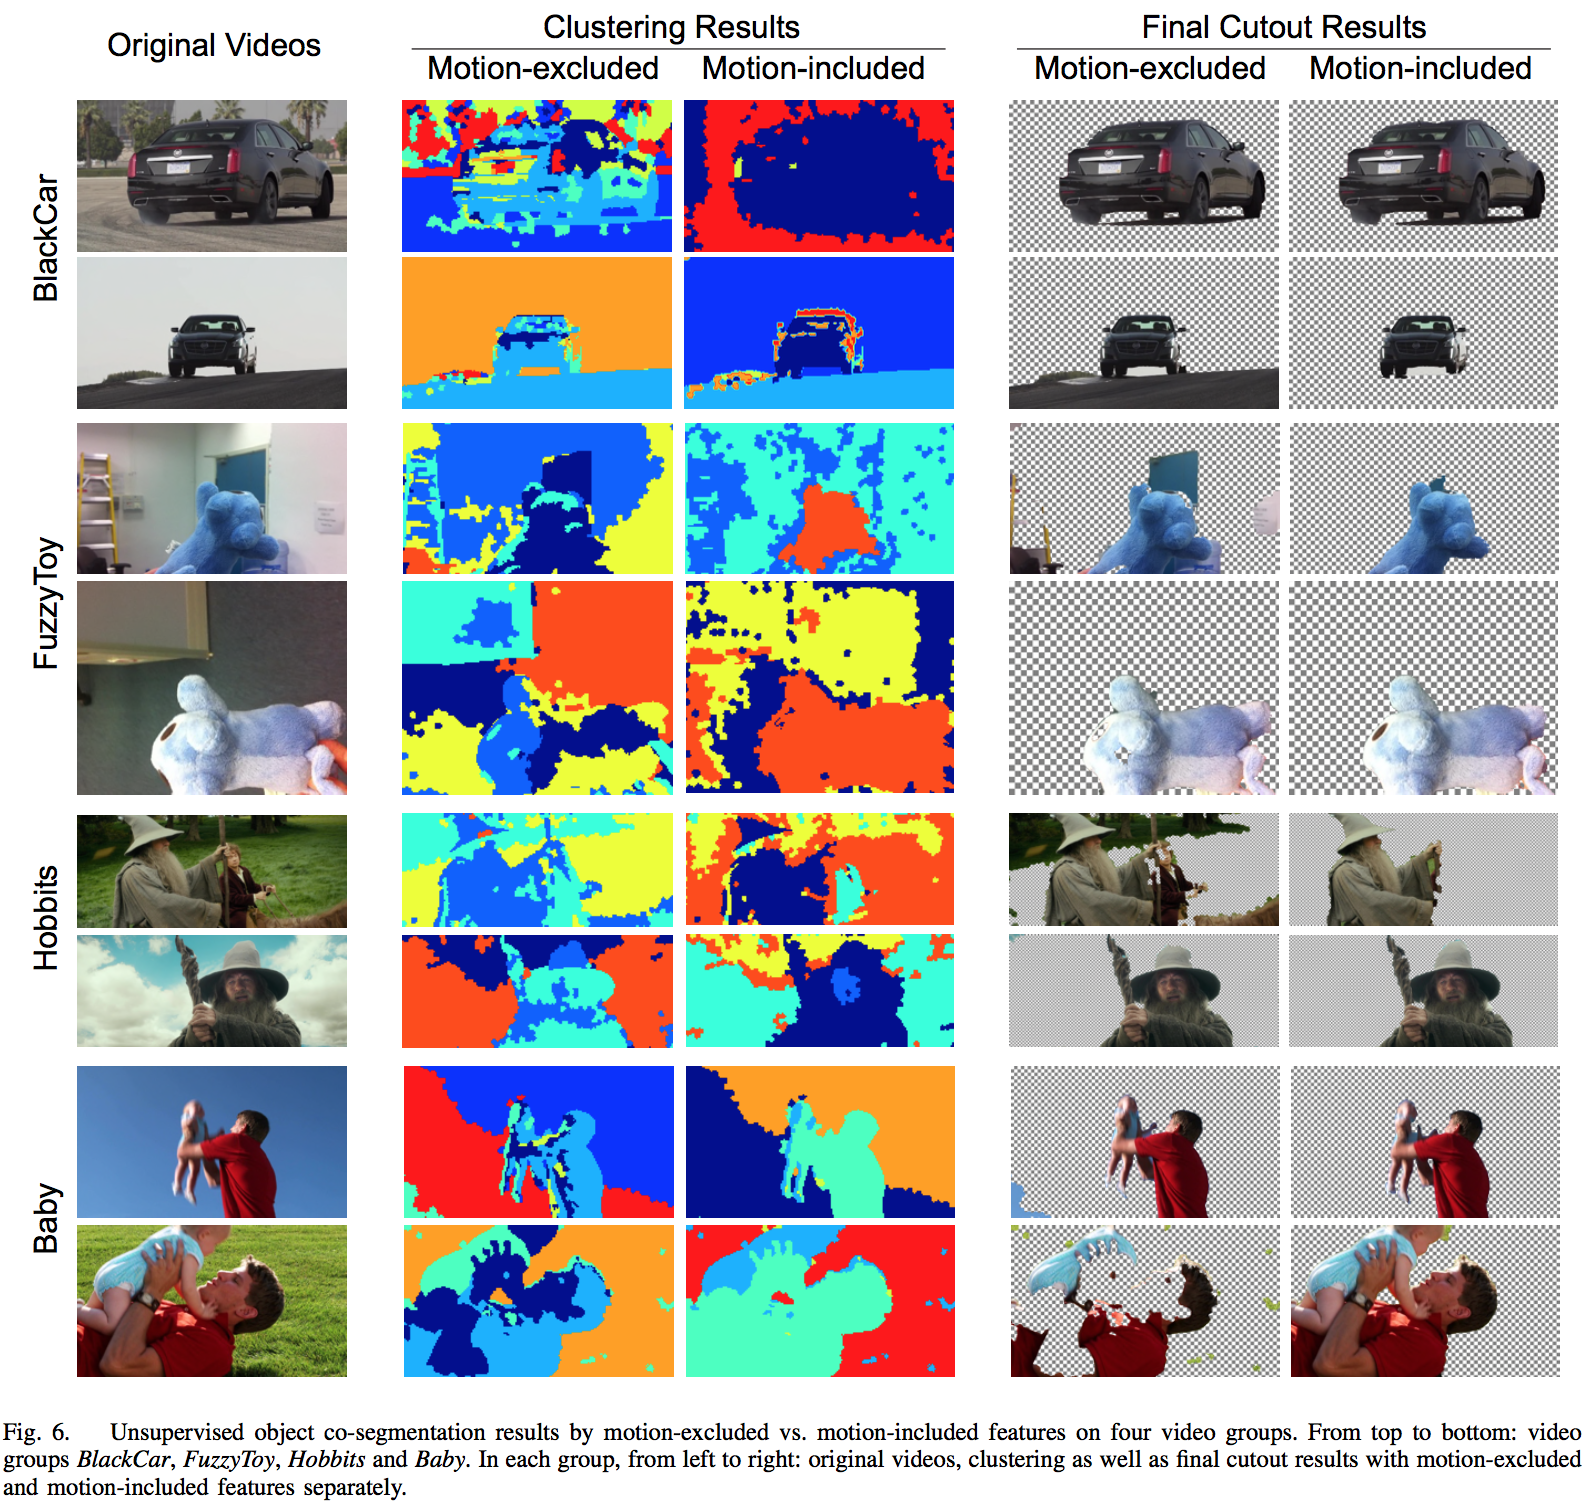 Original Videos
Clustering Results
Final Cutout Results
Motion-excluded
Motion-included
Motion-excluded
Motion-included
BlackCar
FuzzyToy
Hobbits
Baby
Fig. 6. Unsupervised object co-segmentation results by motion-excluded vs. motion-included features on four video groups. From top to bottom: video
groups BlackCar, FuzzyToy, Hobbits and Baby. In each group, from left to right: original videos, clustering as well as final cutout results with motion-excluded
and motion-included features separately.